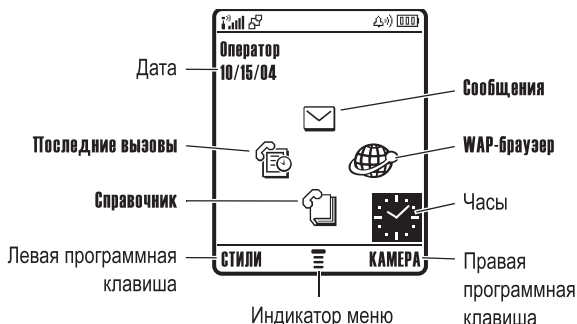 Оператор
10/15/04
Дата
Сообщения
Последние вызовы
WAP-браузер
Справочник
Часы
Левая программная
клавиша
СТИЛИ
КАМЕРА
Правая
программная
клавиша
Индикатор меню